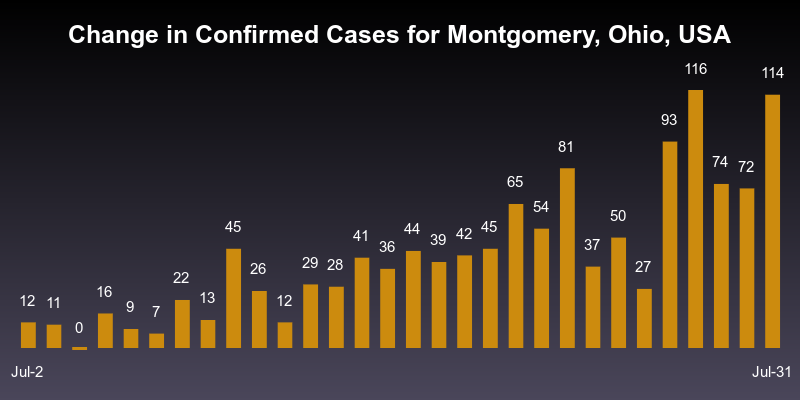 Change in Confirmed Cases for Montgomery, Ohio, USA
12 11 0 16 9 7 22 13 45 26 12 29 28 41 36 44 39 42 45 65 54 81 37 50 27 93 116 74 72 114
Jul-2 Jul-31